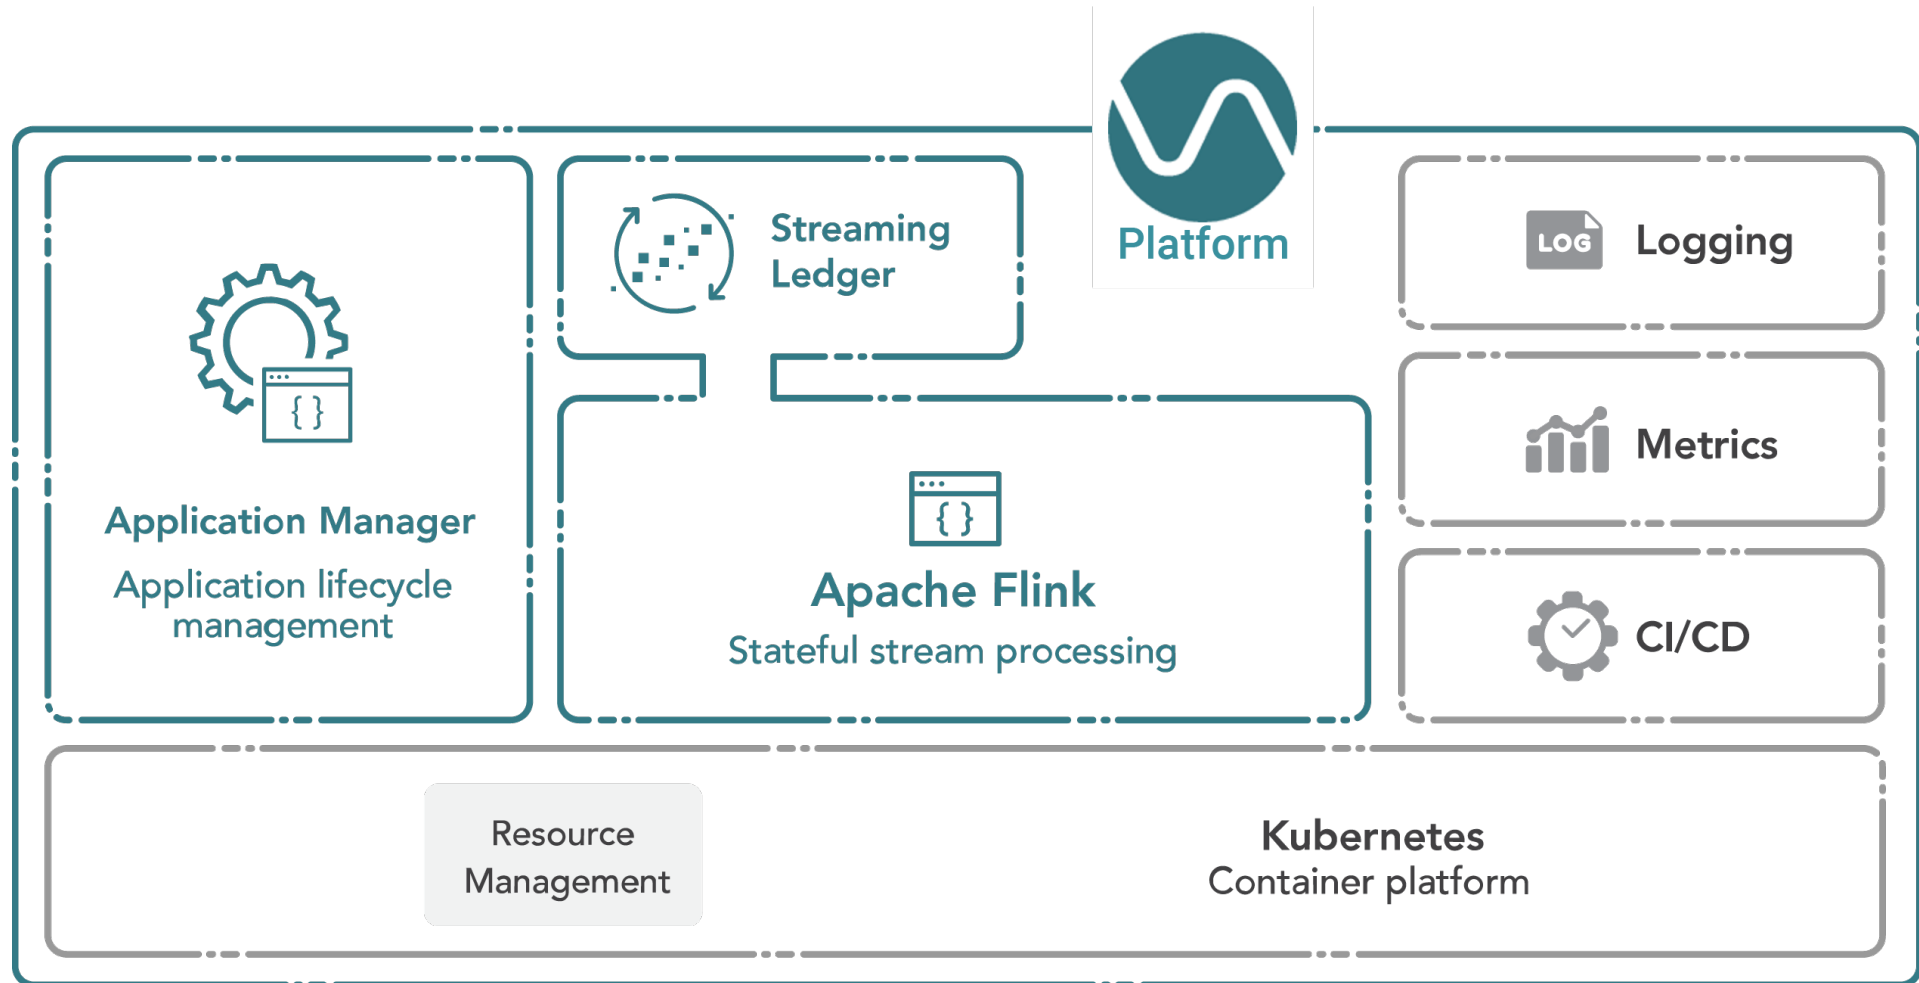 Platform
Application Manager
Application lifecycle
management
Streaming
Ledger
{ }
Apache Flink
Stateful stream processing
{ }
LOG
Logging
Metrics
CI/CD
Resource
Management
Kubernetes
Container platform